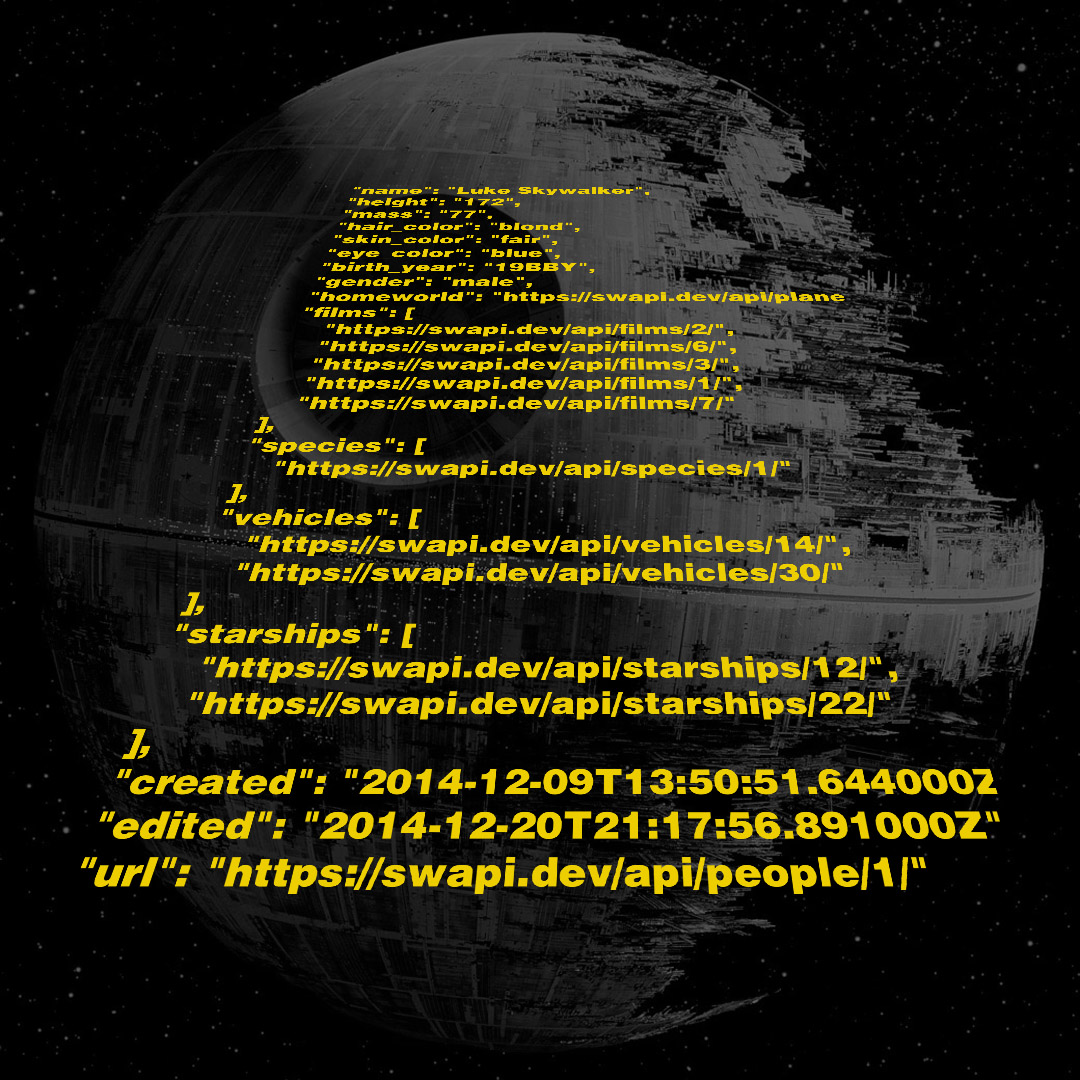 "name": "Luke Skywalker",
"height": "172",
"mass": "77",
"hair_color": "blond",
"skin_color": "fair",
"eye_color": "blue",
"birth_year": "19BBY",
"gender": "male",
"homeworld": "https://swapi.dev/api/plane
"films": [
"https://swapi.dev/api/films/2/",
"https://swapi.dev/api/films/6/",
"https://swapi.dev/api/films/3/",
"https://swapi.dev/api/films/1/",
"https://swapi.dev/api/films/7/"
],
"species": [
"https://swapi.dev/api/species/1/"
],
"vehicles": [
"https://swapi.dev/api/vehicles/14/",
"https://swapi.dev/api/vehicles/30/"
],
"starships": [
"https://swapi.dev/api/starships/12/",
"https://swapi.dev/api/starships/22/"
],
"created": "2014-12-09T13:50:51.644000Z
"edited": "2014-12-20T21:17:56.891000Z"
"url": "https://swapi.dev/api/people/1/"